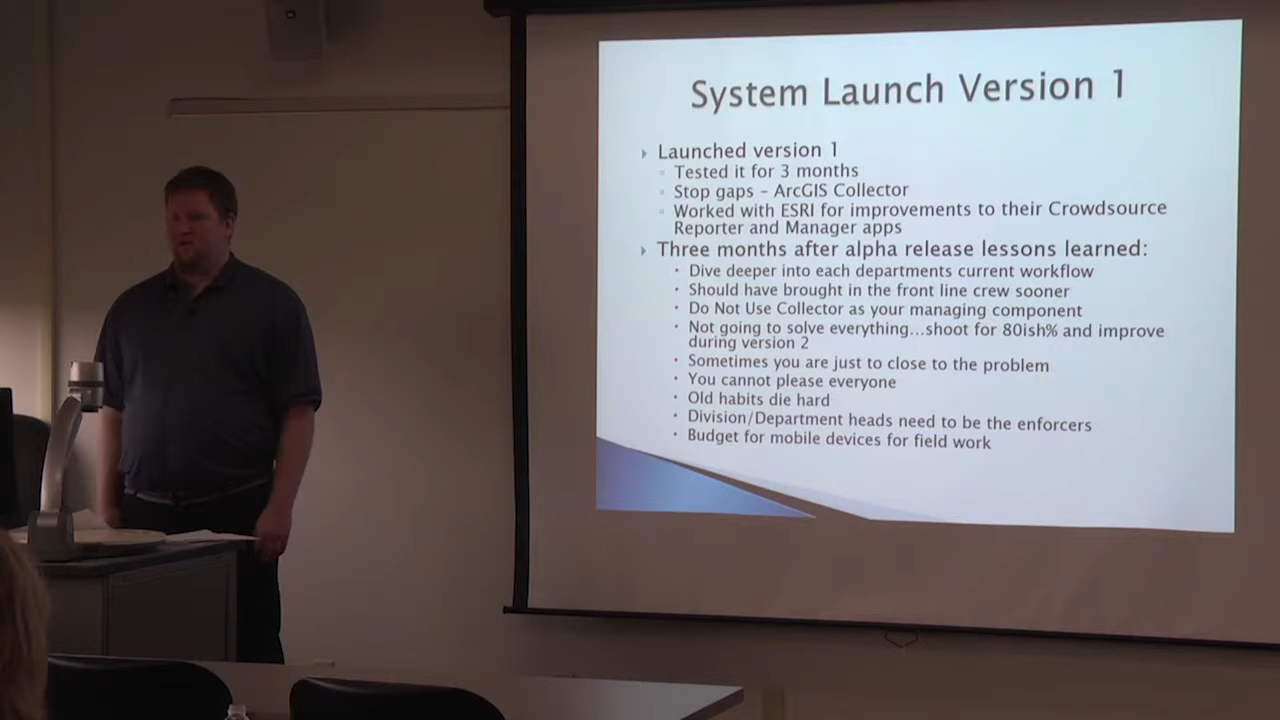 System Launch Version 1
Launched version 1
Tested it for 3 months
Stop gaps – ArcGIS Collector
Worked with ESRI for improvements to their Crowdsource
Reporter and Manager apps
Three months after alpha release lessons learned:
Dive deeper into each departments current workflow
Should have brought in the front line crew sooner
Do Not Use Collector as your managing component
Not going to solve everything...shoot for 80ish% and improve
during version 2
Sometimes you are just to close to the problem
You cannot please everyone
Old habits die hard
Division/Department heads need to be the enforcers
Budget for mobile devices for field work